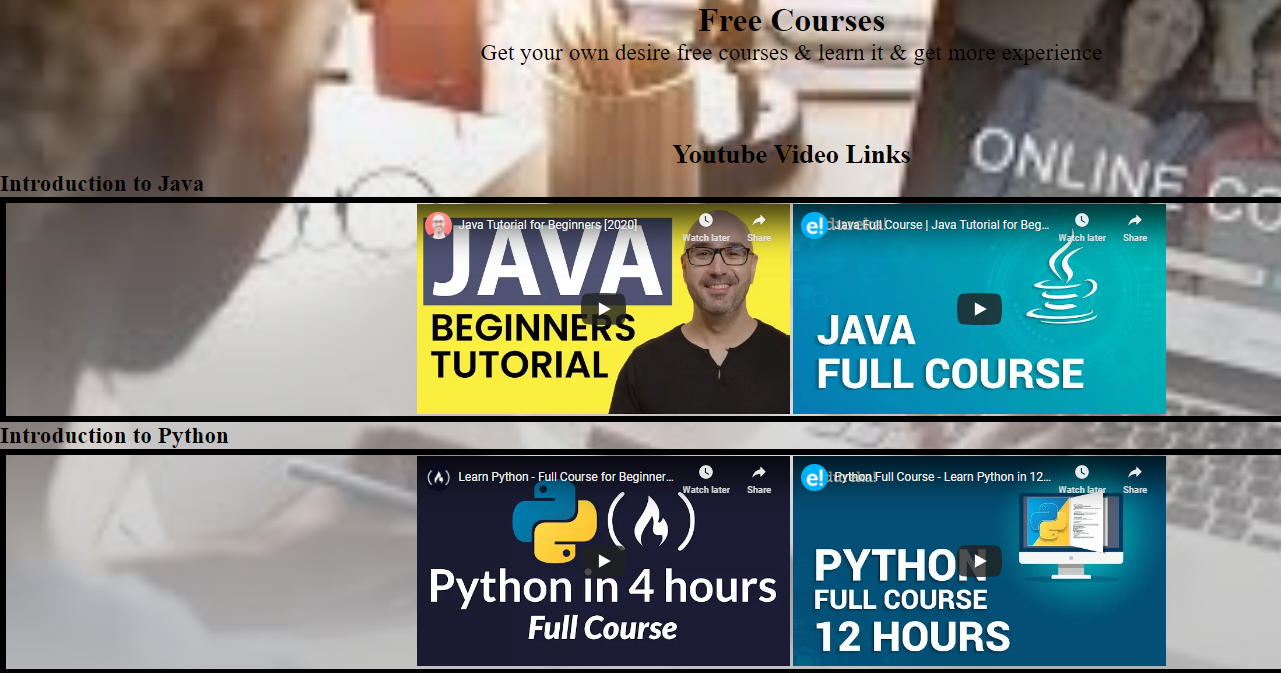 Free Courses
Get your own desire free courses & learn it & get more experience
ONLINE CO
Youtube Video Links
Introduction to Java
Java Tutorial for Beginners [2020]
Watch later
Share
JAVA
BEGINNERS
TUTORIAL
e!
Java Full Course | Java Tutorial for Beg...
Watch later
Share
JAVA
FULL COURSE
Introduction to Python
Learn Python - Full Course for Beginner...
Watch later
Share
Python in 4 hours
Full Course
e!
Python Full Course - Learn Python in 12...
Watch later
Share
PYTHON
FULL COURSE
12 HOURS